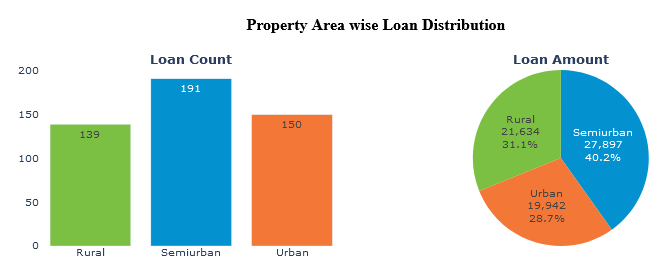 Property Area wise Loan Distribution
Loan Count
200
150
100
50
0
139
191
150
Rural
Semiurban
Urban
Loan Amount
Rural
21,634
31.1%
Semiurban
27,897
40.2%
Urban
19,942
28.7%